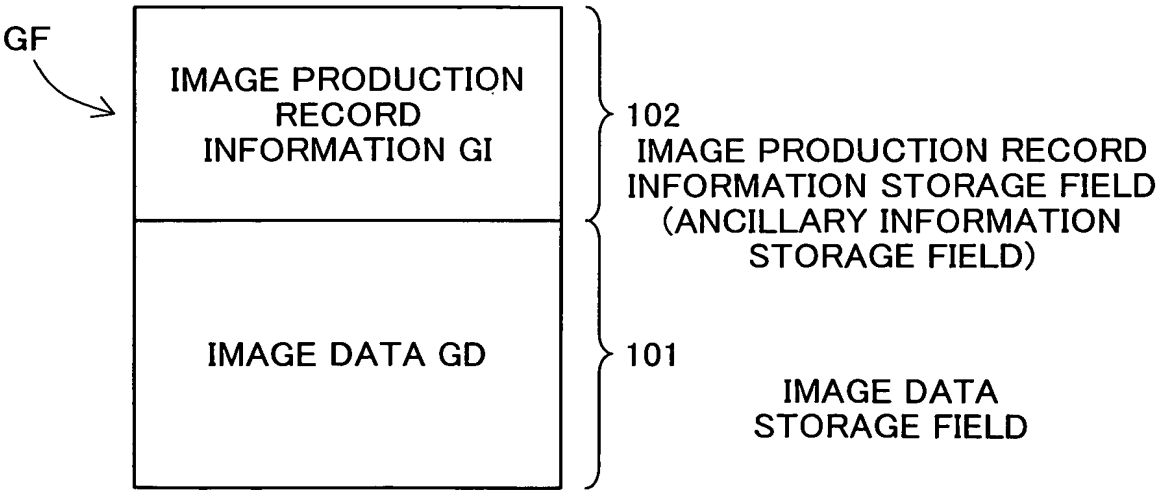 GF
IMAGE PRODUCTION
RECORD
INFORMATION GI
102
IMAGE PRODUCTION RECORD
INFORMATION STORAGE FIELD
(ANCILLARY INFORMATION
STORAGE FIELD)
IMAGE DATA GD
101
IMAGE DATA
STORAGE FIELD